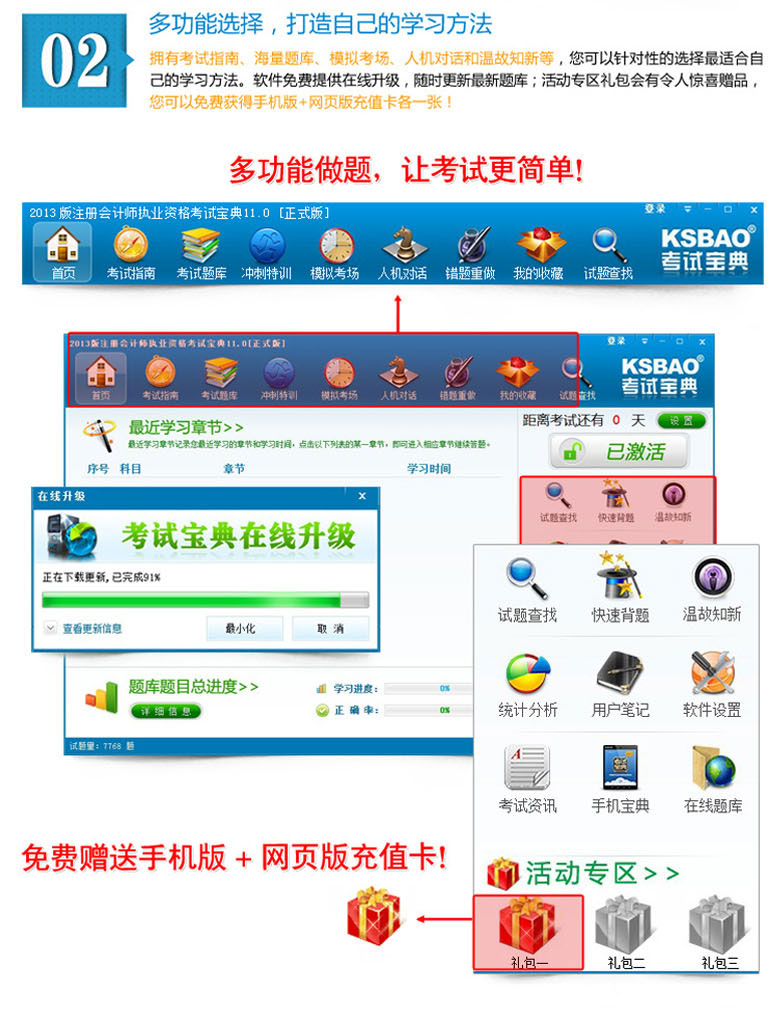 02
多功能选择，打造自己的学习方法
拥有考试指南、海量题库、模拟考场、人机对话和温故知新等，您可以针对性的选择最适合自
己的学习方法。软件免费提供在线升级，随时更新最新题库；活动专区礼包会有令人惊喜赠品，
您可以免费获得手机版+网页版充值卡各一张！
多功能做题，让考试更简单!
2013版注册会计师执业资格考试宝典11.0 [正式版]
登录
首页 考试指南 考试题库 冲刺特训 模拟考场 人机对话 错题重做 我的收藏 试题查找
KSBAO®
考试宝典
2013版注册会计师执业资格考试宝典11.0[正式版]
登录
首页 考试指南 考试题库 冲刺特训 模拟考场 人机对话 错题重做 我的收藏 试题查找
KSBAO®
考试宝典
最近学习章节>>
最近学习章节记录您最近学习的章节和学习时间，点击以下列表的某一章节，即可进入相应章节继续答题。
序号 科目 章节 学习时间
距离考试还有 0 天 设置
已激活
试题查找 快速背题 温故知新
在线升级
考试宝典在线升级
正在下载更新,已完成91%
查看更新信息 最小化 取 消
题库题目总进度>>
详细信息
学习进度： 0%
正 确 率： 0%
试题量：7768 题
试题查找 快速背题 温故知新
统计分析 用户笔记 软件设置
考试资讯 手机宝典 在线题库
活动专区>>
礼包一 礼包二 礼包三
免费赠送手机版 + 网页版充值卡!